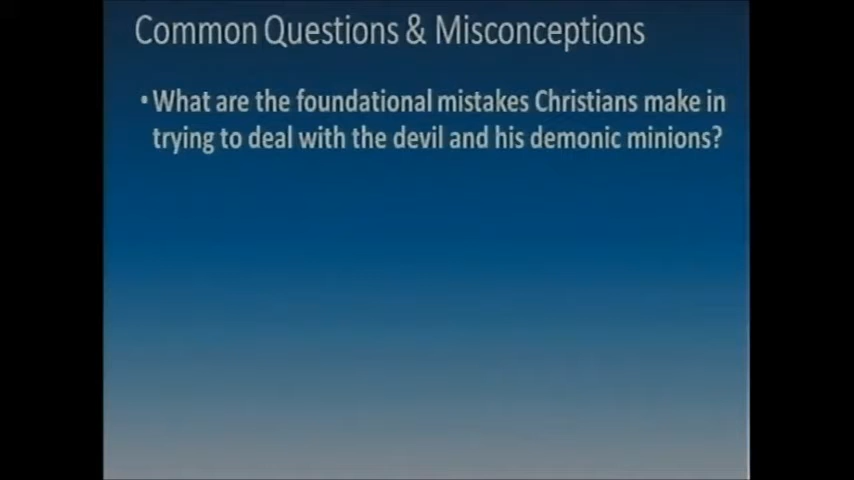 Common Questions & Misconceptions
• What are the foundational mistakes Christians make in
trying to deal with the devil and his demonic minions?